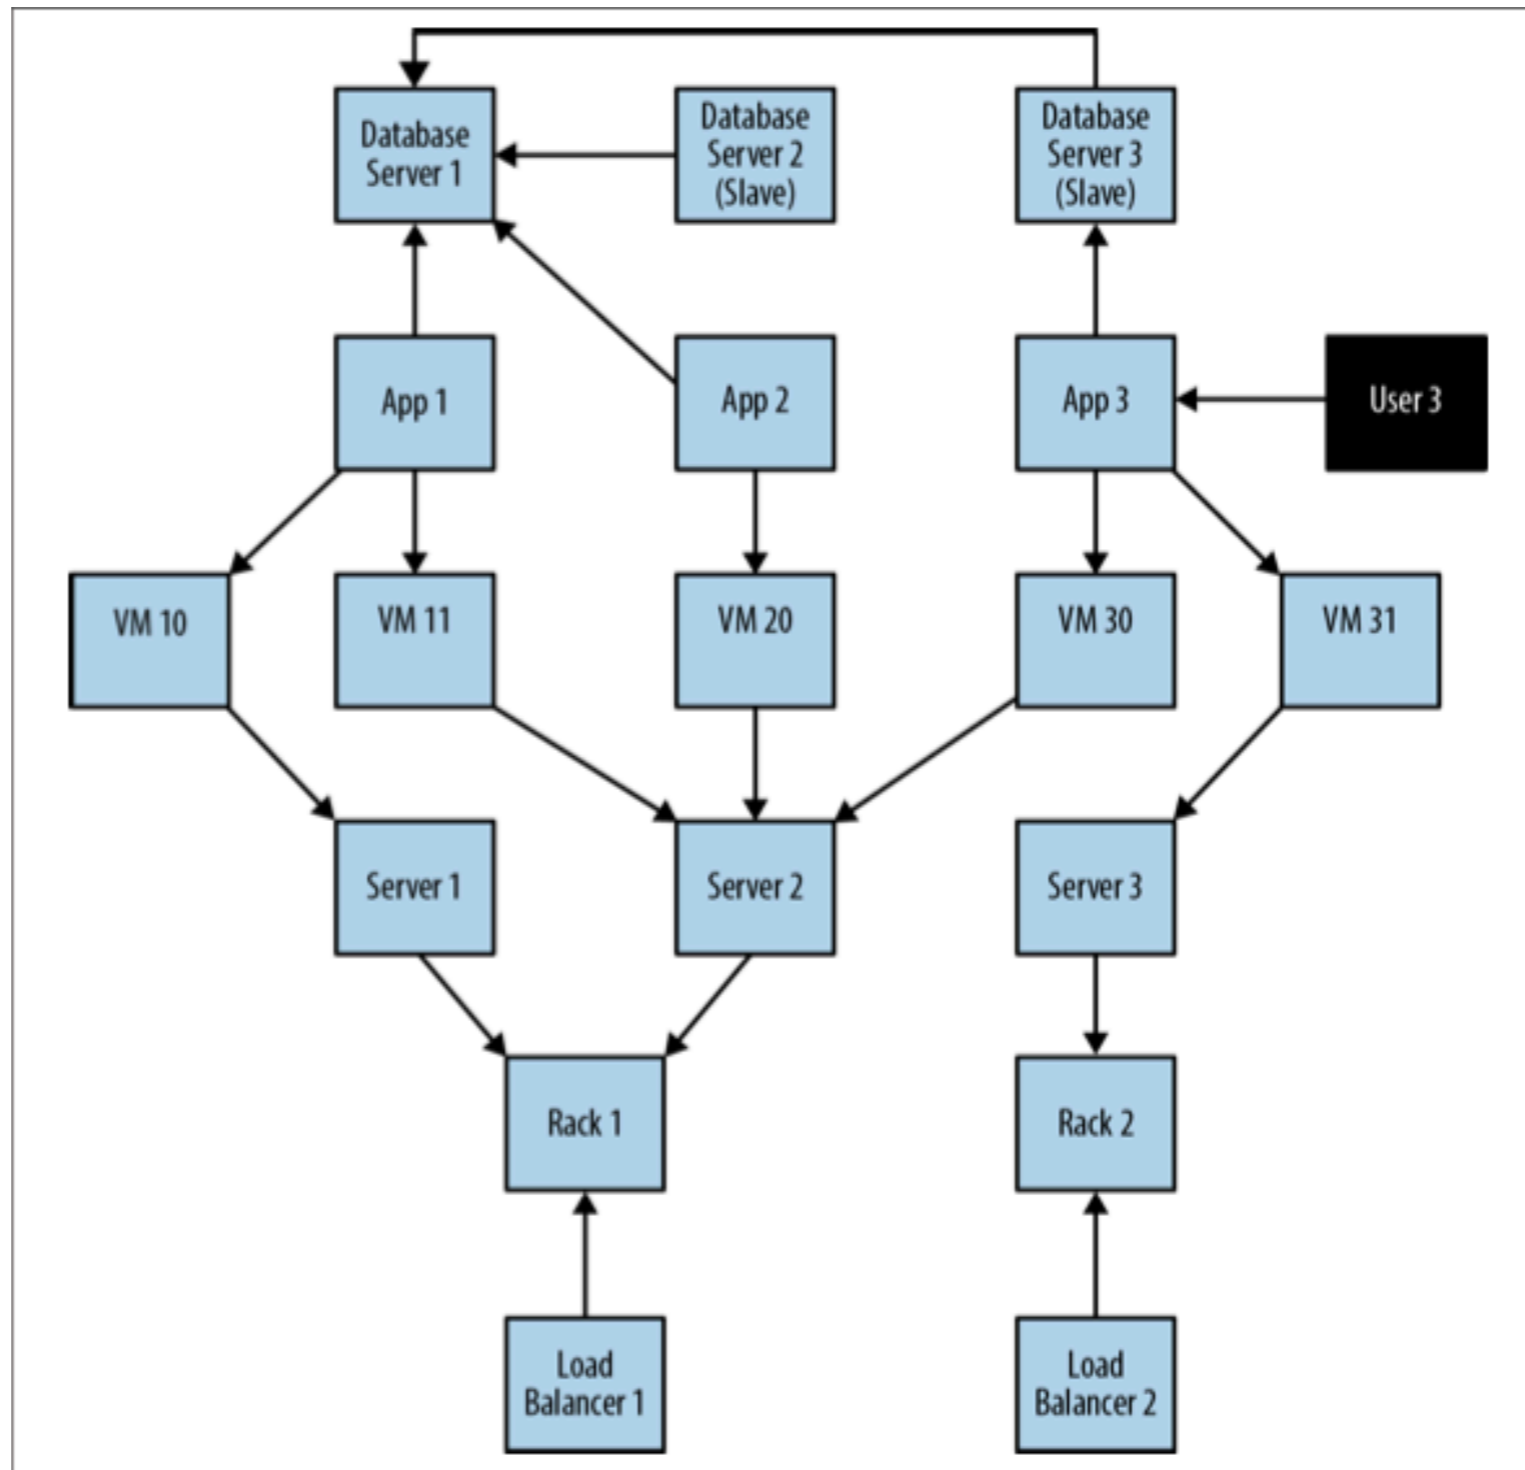 Database
Server 1
Database
Server 2
(Slave)
Database
Server 3
(Slave)
App 1
App 2
App 3
User 3
VM 10
VM 11
VM 20
VM 30
VM 31
Server 1
Server 2
Server 3
Rack 1
Rack 2
Load
Balancer 1
Load
Balancer 2